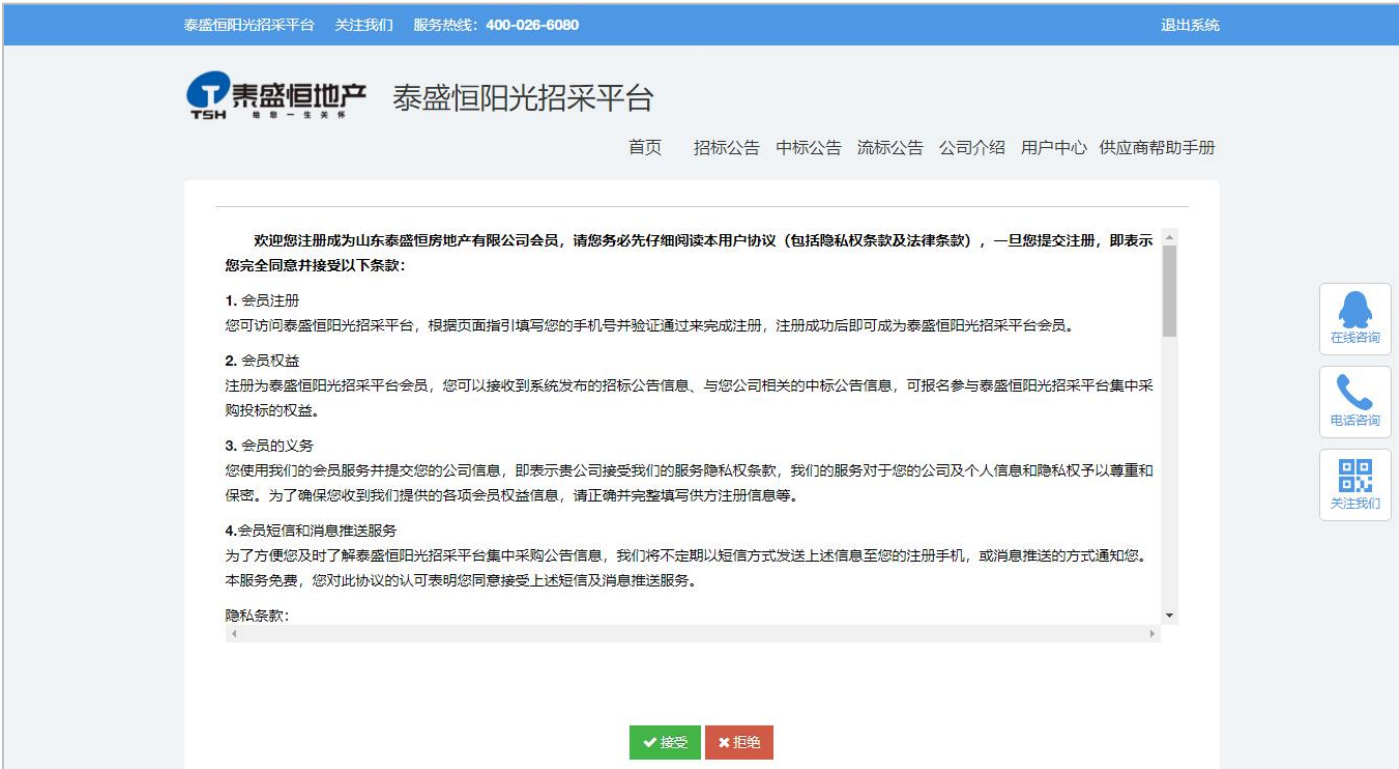 泰盛恒阳光招采平台 关注我们 服务热线：400-026-6080 退出系统
泰盛恒地产 泰盛恒阳光招采平台
TSH 给您一生关怀
首页 招标公告 中标公告 流标公告 公司介绍 用户中心 供应商帮助手册
欢迎您注册成为山东泰盛恒房地产有限公司会员，请您务必先仔细阅读本用户协议（包括隐私权条款及法律条款），一旦您提交注册，即表示
您完全同意并接受以下条款：
1. 会员注册
您可访问泰盛恒阳光招采平台，根据页面指引填写您的手机号并验证通过来完成注册，注册成功后即可成为泰盛恒阳光招采平台会员。
2. 会员权益
注册为泰盛恒阳光招采平台会员，您可以接收到系统发布的招标公告信息、与您公司相关的中标公告信息，可报名参与泰盛恒阳光招采平台集中采
购投标的权益。
3. 会员的义务
您使用我们的会员服务并提交您的公司信息，即表示贵公司接受我们的服务隐私权条款，我们的服务对于您的公司及个人信息和隐私权予以尊重和
保密。为了确保您收到我们提供的各项会员权益信息，请正确并完整填写供方注册信息等。
4.会员短信和消息推送服务
为了方便您及时了解泰盛恒阳光招采平台集中采购公告信息，我们将不定期以短信方式发送上述信息至您的注册手机，或消息推送的方式通知您。
本服务免费，您对此协议的认可表明您同意接受上述短信及消息推送服务。
隐私条款：
接受 拒绝
在线咨询
电话咨询
关注我们